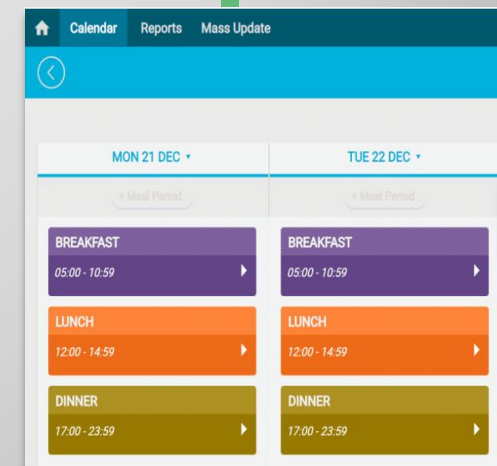 Calendar Reports Mass Update
MON 21 DEC TUE 22 DEC
+ Meal Period + Meal Period
BREAKFAST BREAKFAST
05:00 - 10:59 05:00 - 10:59
LUNCH LUNCH
12:00 - 14:59 12:00 - 14:59
DINNER DINNER
17:00 - 23:59 17:00 - 23:59